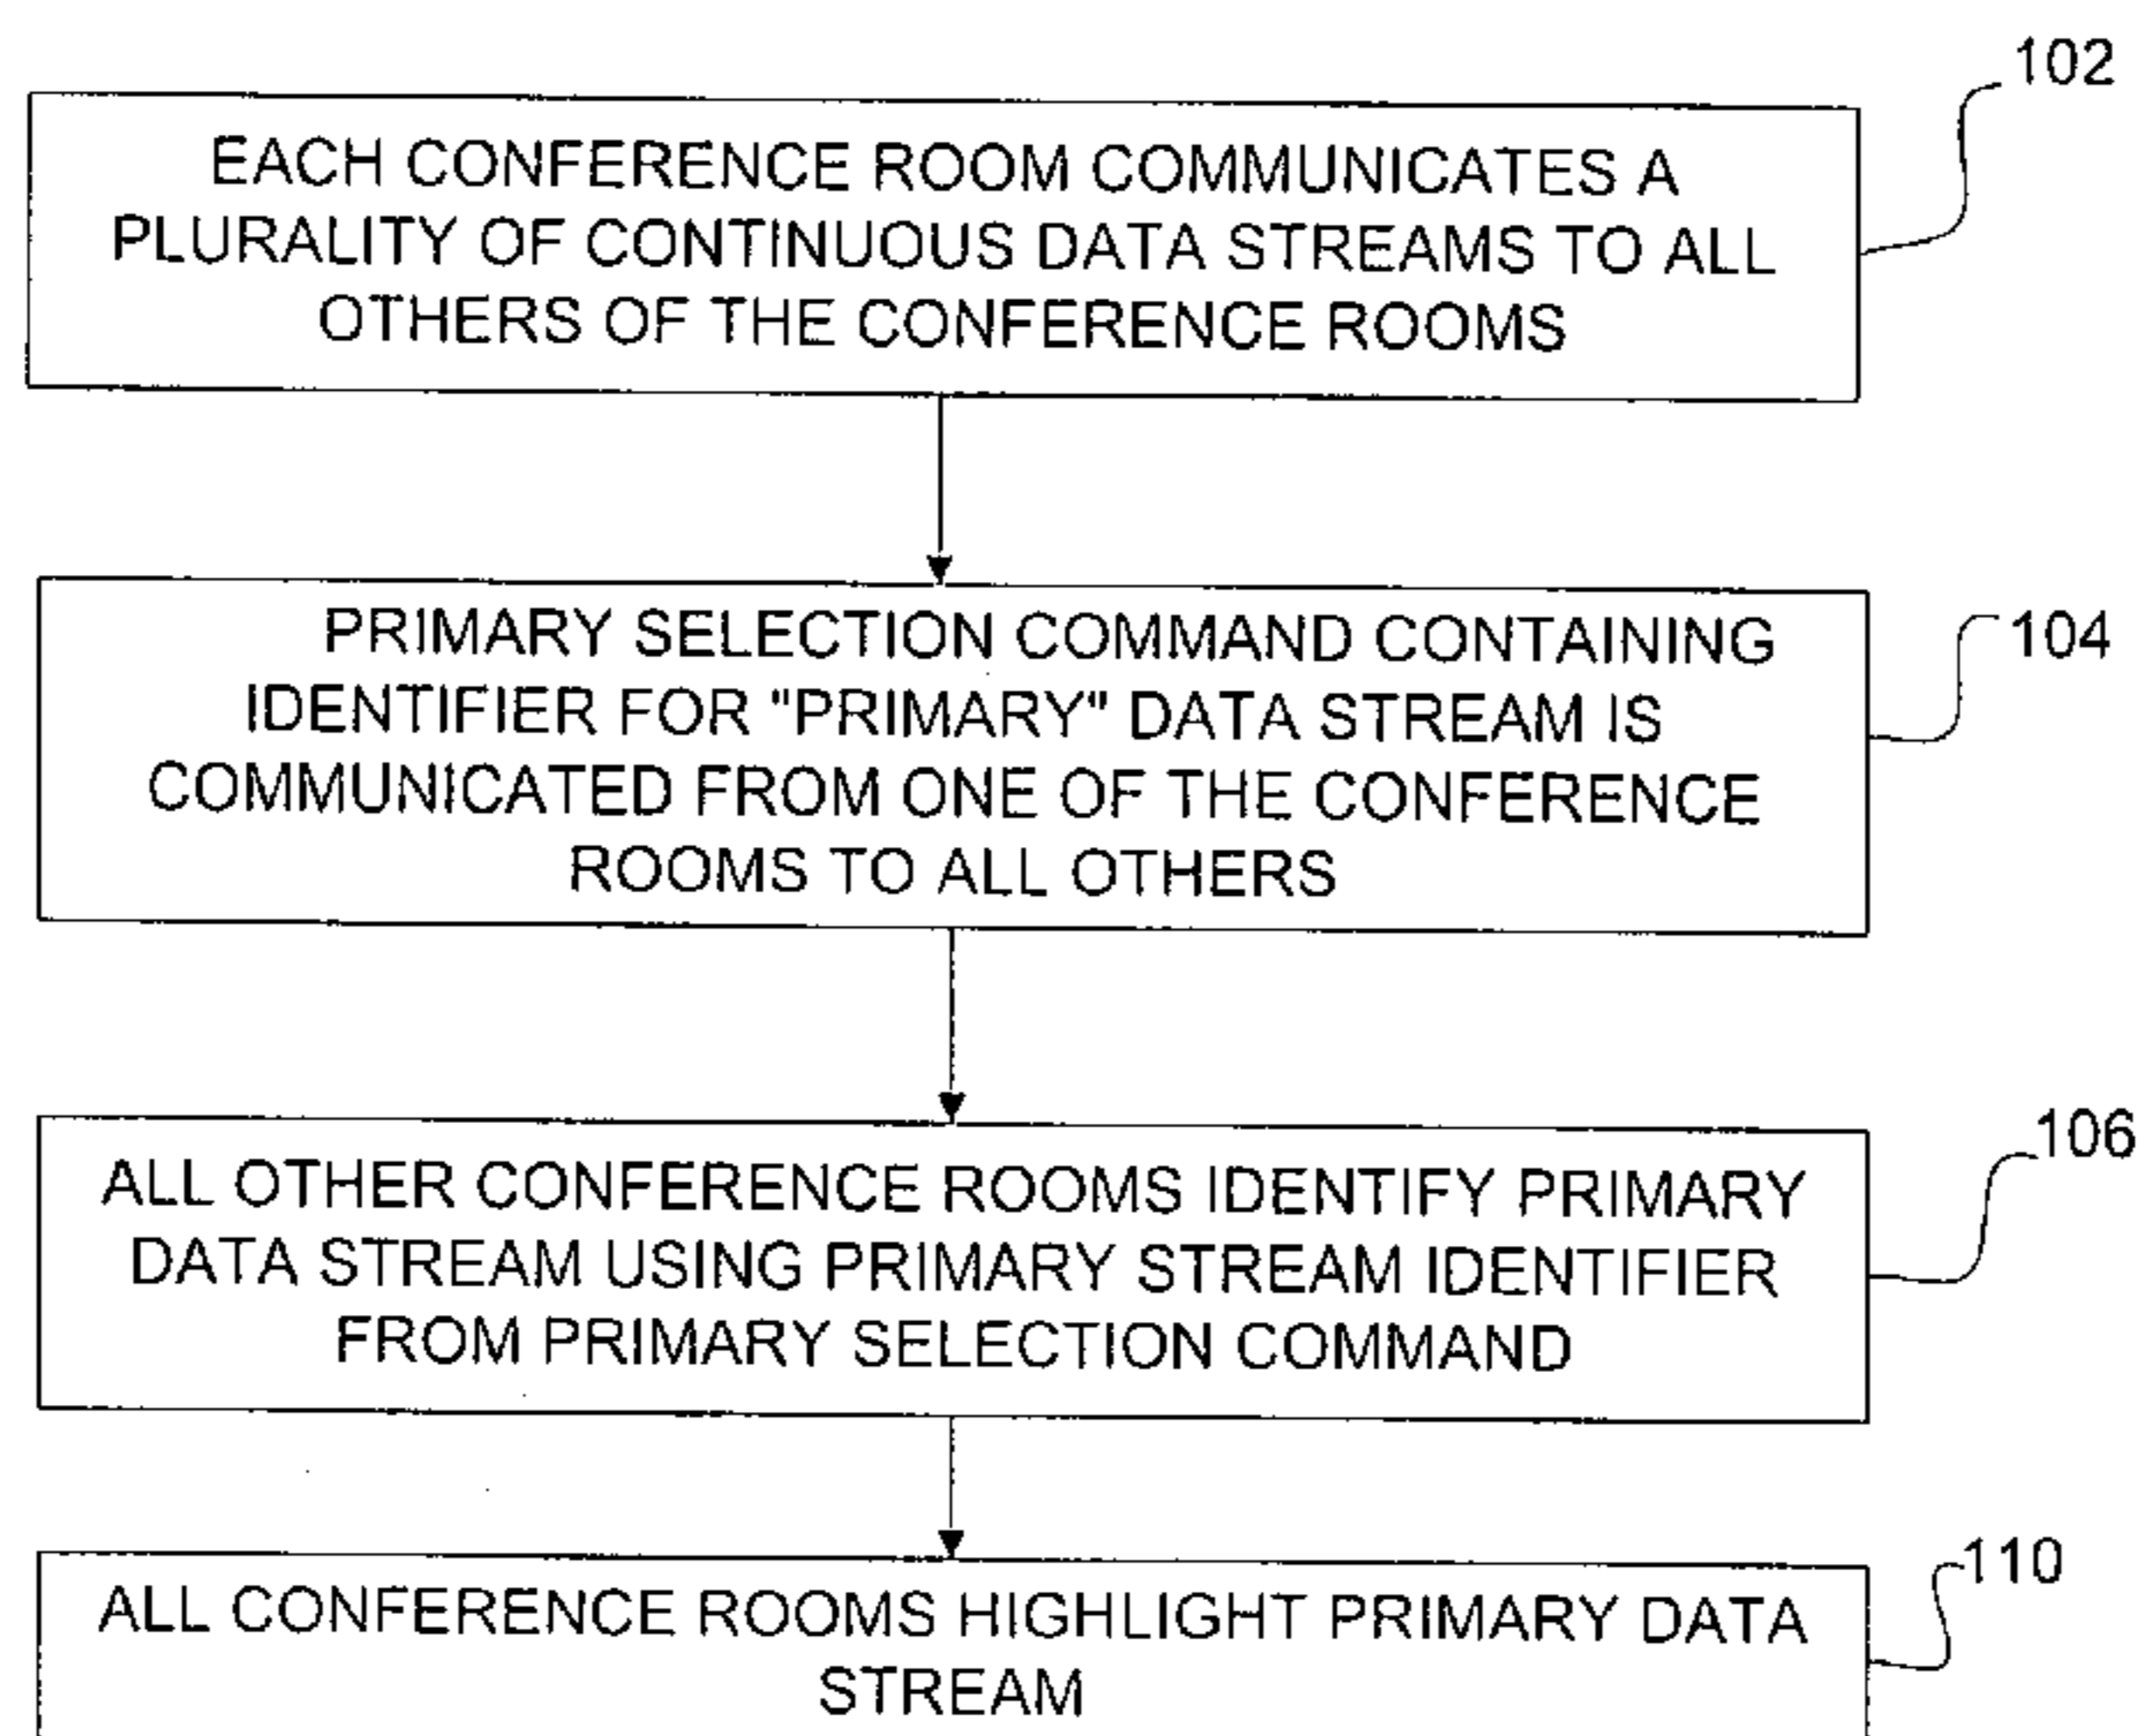 102
EACH CONFERENCE ROOM COMMUNICATES A
PLURALITY OF CONTINUOUS DATA STREAMS TO ALL
OTHERS OF THE CONFERENCE ROOMS
104
PRIMARY SELECTION COMMAND CONTAINING
IDENTIFIER FOR "PRIMARY" DATA STREAM IS
COMMUNICATED FROM ONE OF THE CONFERENCE
ROOMS TO ALL OTHERS
106
ALL OTHER CONFERENCE ROOMS IDENTIFY PRIMARY
DATA STREAM USING PRIMARY STREAM IDENTIFIER
FROM PRIMARY SELECTION COMMAND
110
ALL CONFERENCE ROOMS HIGHLIGHT PRIMARY DATA
STREAM